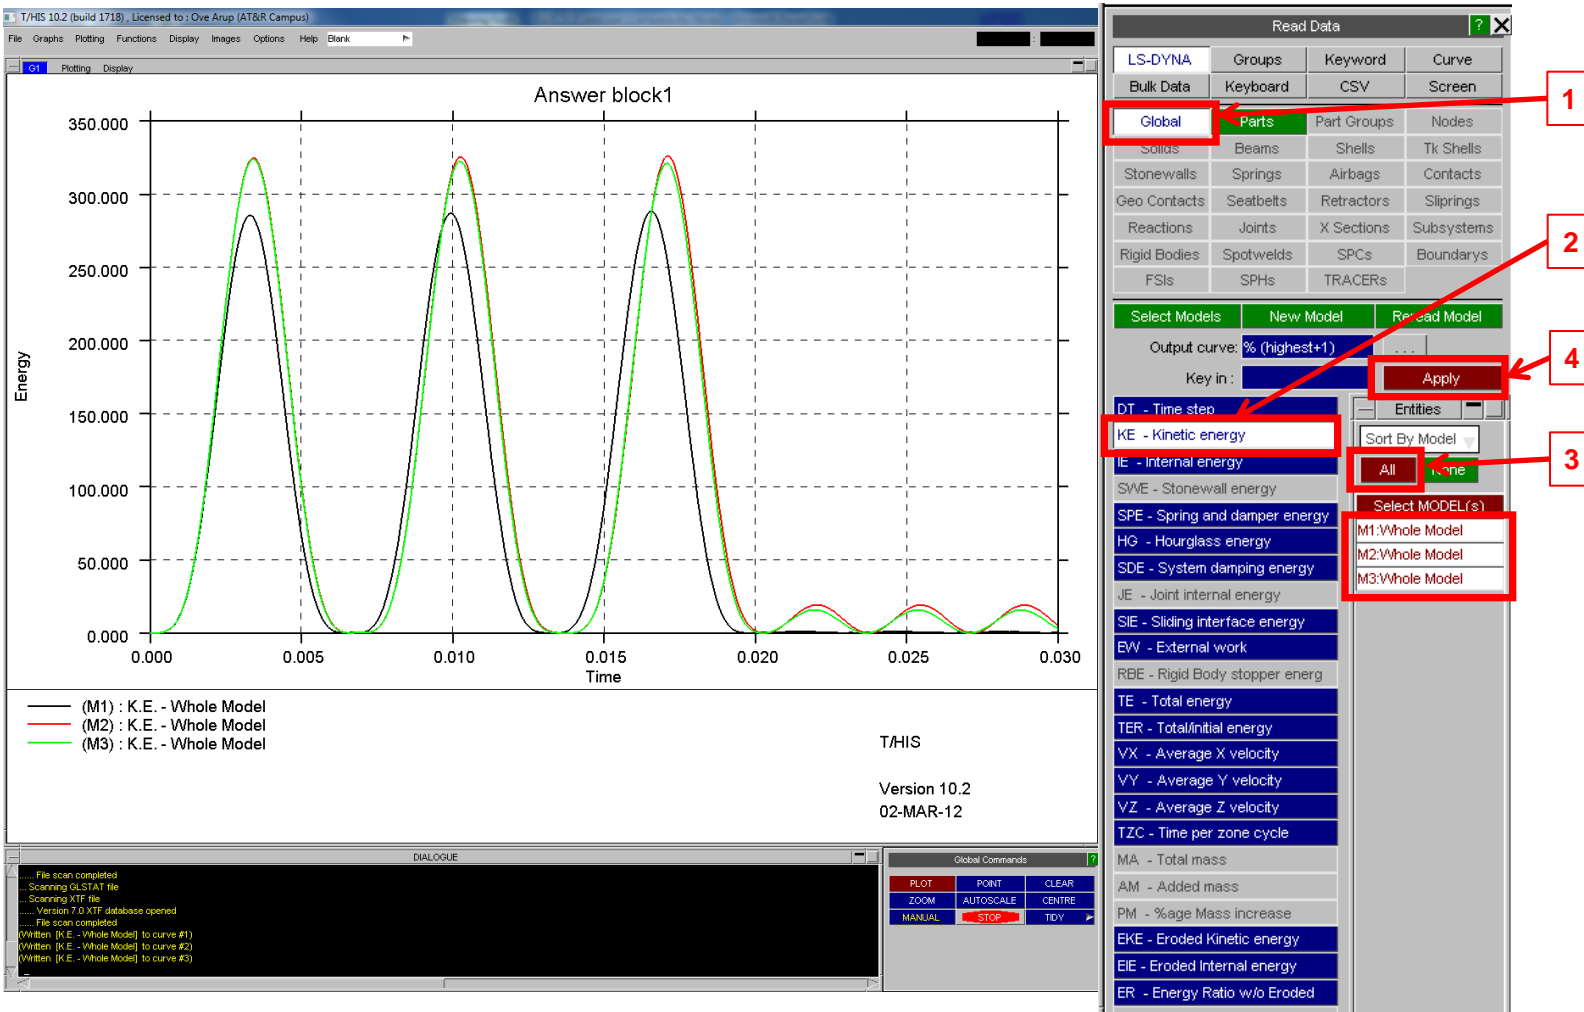 T/HIS 10.2 (build 1718) , Licensed to : Ove Arup (AT&R Campus)
File Graphs Plotting Functions Display Images Options Help Blank
:
G1 Plotting Display
Answer block1
350.000
300.000
250.000
200.000
150.000
100.000
50.000
0.000
Energy
0.000 0.005 0.010 0.015 0.020 0.025 0.030
Time
(M1) : K.E. - Whole Model
(M2) : K.E. - Whole Model
(M3) : K.E. - Whole Model
T/HIS
Version 10.2
02-MAR-12
DIALOGUE
...... File scan completed
.. Scanning GLSTAT file
.. Scanning XTF file
...... Version 7.0 XTF database opened
...... File scan completed
(Written [K.E. - Whole Model] to curve #1)
(Written [K.E. - Whole Model] to curve #2)
(Written [K.E. - Whole Model] to curve #3)
Global Commands ?
PLOT POINT CLEAR
ZOOM AUTOSCALE CENTRE
MANUAL STOP TIDY
Read Data ? X
LS-DYNA Groups Keyword Curve
Bulk Data Keyboard CSV Screen
Global Parts Part Groups Nodes
Solids Beams Shells Tk Shells
Stonewalls Springs Airbags Contacts
Geo Contacts Seatbelts Retractors Sliprings
Reactions Joints X Sections Subsystems
Rigid Bodies Spotwelds SPCs Boundarys
FSIs SPHs TRACERs
Select Models New Model Reread Model
Output curve: % (highest+1) ...
Key in : Apply
DT - Time step
KE - Kinetic energy
IE - Internal energy
SWE - Stonewall energy
SPE - Spring and damper energy
HG - Hourglass energy
SDE - System damping energy
JE - Joint internal energy
SIE - Sliding interface energy
EW - External work
RBE - Rigid Body stopper energ
TE - Total energy
TER - Total/initial energy
VX - Average X velocity
VY - Average Y velocity
VZ - Average Z velocity
TZC - Time per zone cycle
MA - Total mass
AM - Added mass
PM - %age Mass increase
EKE - Eroded Kinetic energy
EIE - Eroded Internal energy
ER - Energy Ratio w/o Eroded
Entities
Sort By Model
All None
Select MODEL(s)
M1:Whole Model
M2:Whole Model
M3:Whole Model
1
2
4
3